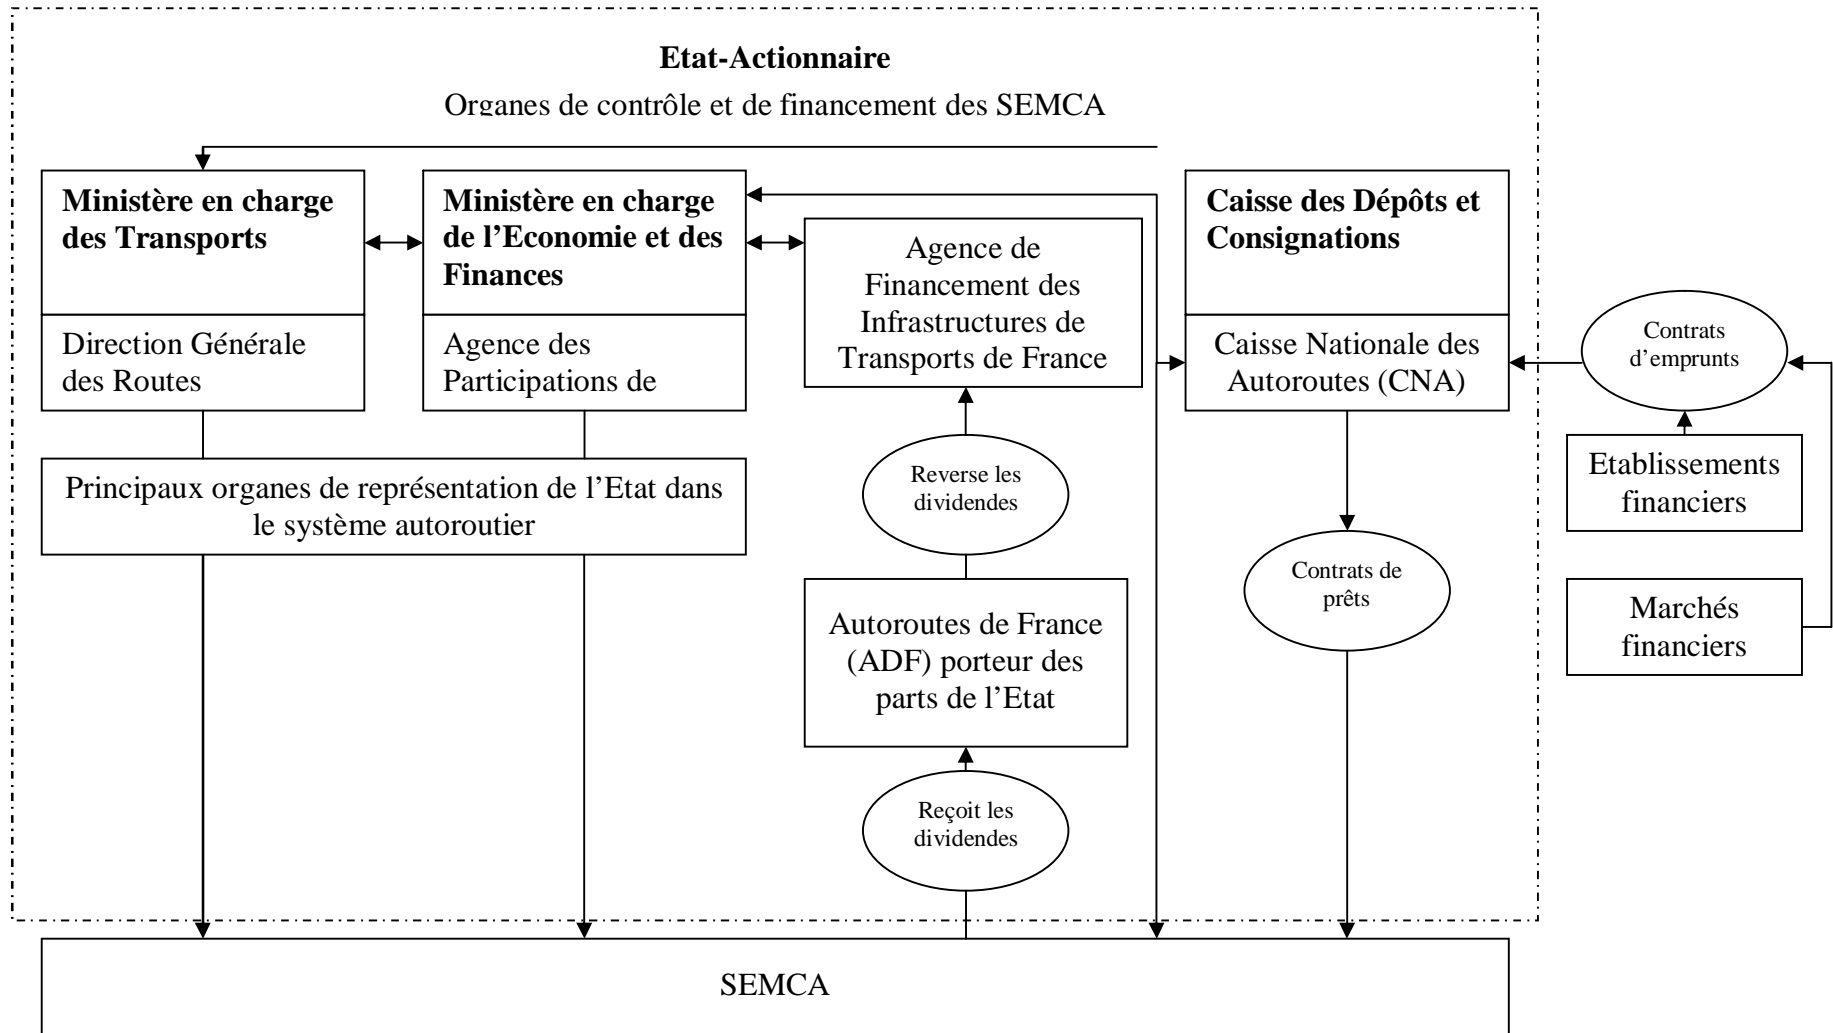 Etat-Actionnaire
Organes de contrôle et de financement des SEMCA
Ministère en charge
des Transports
Direction Générale
des Routes
Ministère en charge
de l’Economie et des
Finances
Agence des
Participations de
Agence de
Financement des
Infrastructures de
Transports de France
Caisse des Dépôts et
Consignations
Caisse Nationale des
Autoroutes (CNA)
Contrats
d’emprunts
Etablissements
financiers
Marchés
financiers
Principaux organes de représentation de l’Etat dans
le système autoroutier
Reverse les
dividendes
Contrats de
prêts
Autoroutes de France
(ADF) porteur des
parts de l’Etat
Reçoit les
dividendes
SEMCA